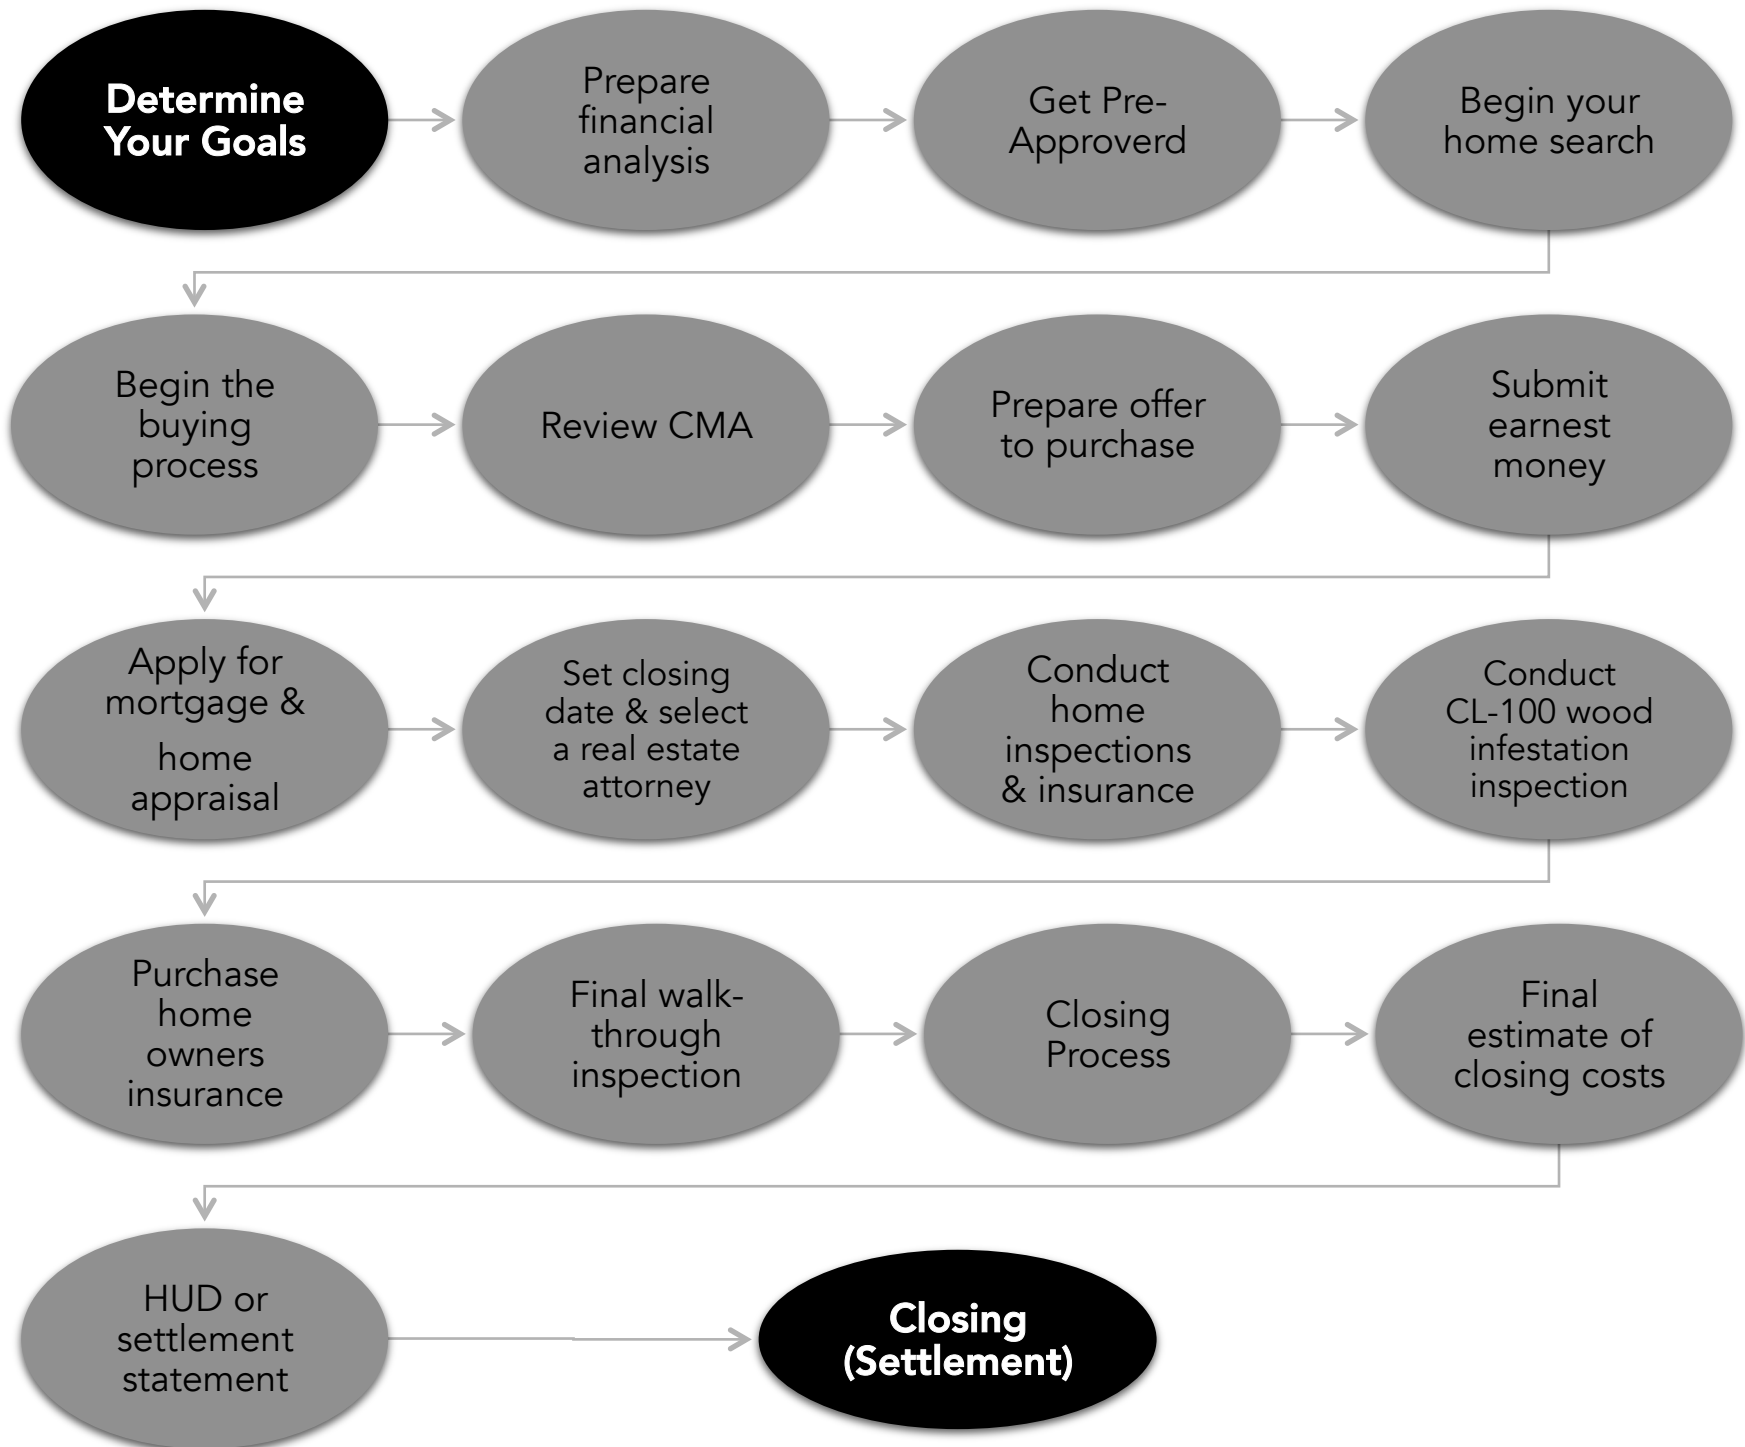 Determine
Your Goals
Prepare
financial
analysis
Get Pre-
Approverd
Begin your
home search
Begin the
buying
process
Review CMA
Prepare offer
to purchase
Submit
earnest
money
Apply for
mortgage &
home
appraisal
Set closing
date & select
a real estate
attorney
Conduct
home
inspections
& insurance
Conduct
CL-100 wood
infestation
inspection
Purchase
home
owners
insurance
Final walk-
through
inspection
Closing
Process
Final
estimate of
closing costs
HUD or
settlement
statement
Closing
(Settlement)